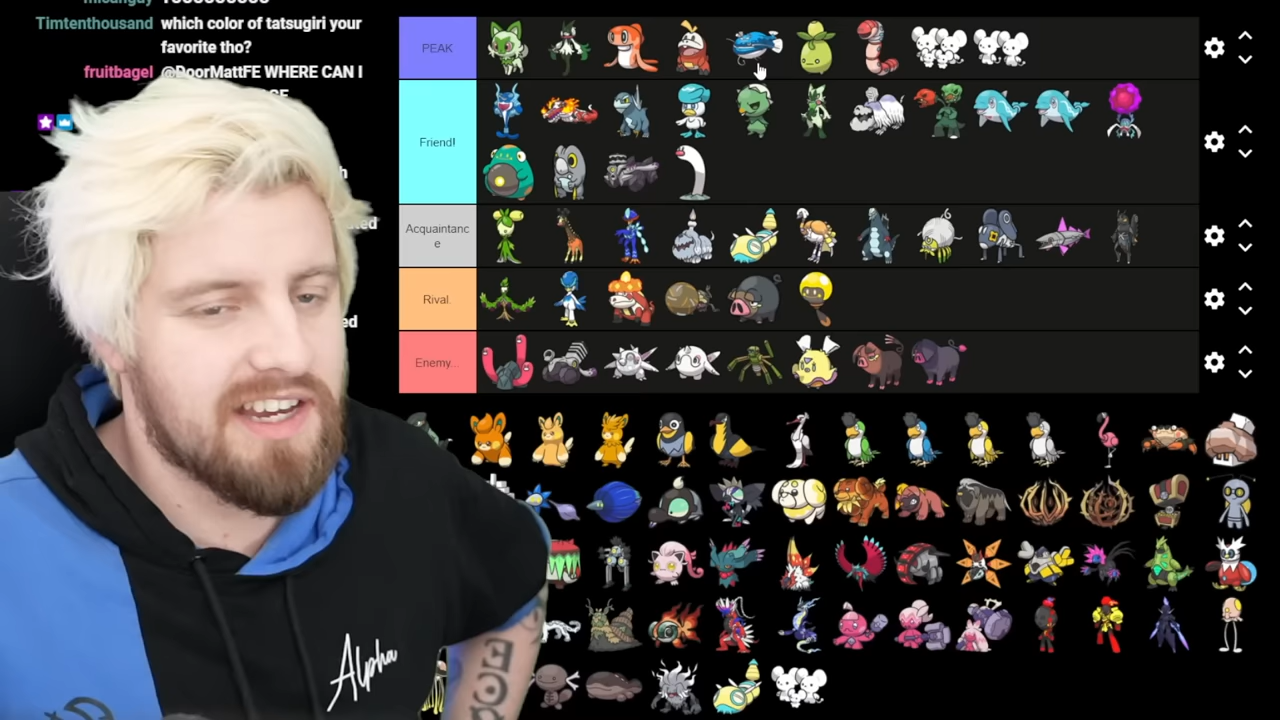 Timtenthousand which color of tatsugiri your
favorite tho?
fruitbagel @DoorMattFE WHERE CAN I
PEAK
Friend!
Acquaintanc
e
Rival.
Enemy...
Alpha